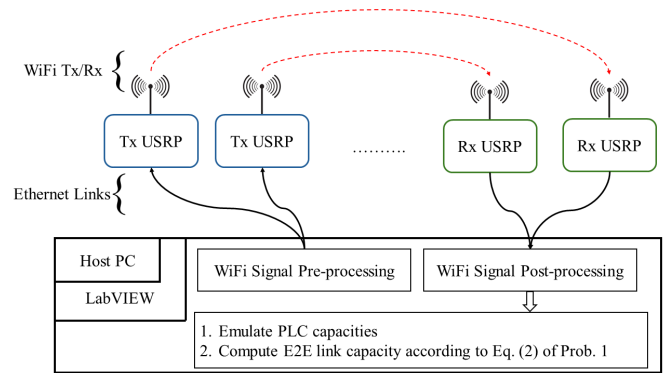 WiFi Tx/Rx
Tx USRP
Tx USRP
..........
Rx USRP
Rx USRP
Ethernet Links
Host PC
LabVIEW
WiFi Signal Pre-processing
WiFi Signal Post-processing
1. Emulate PLC capacities
2. Compute E2E link capacity according to Eq. (2) of Prob. 1